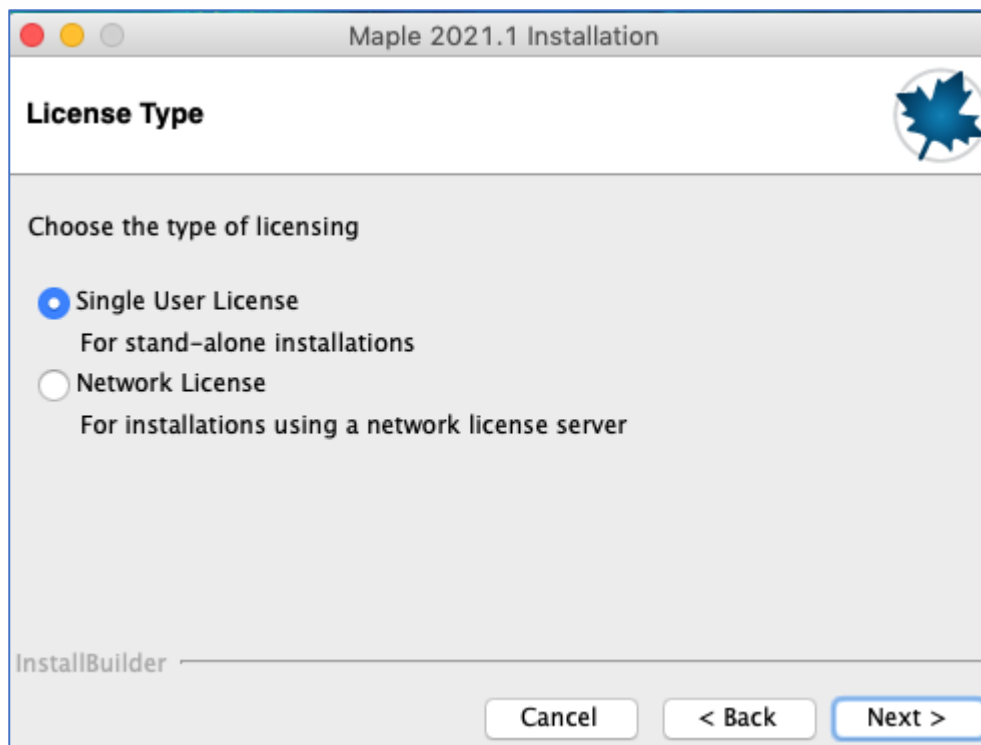 Maple 2021.1 Installation
License Type
Choose the type of licensing
Single User License
For stand-alone installations
Network License
For installations using a network license server
InstallBuilder
Cancel
< Back
Next >